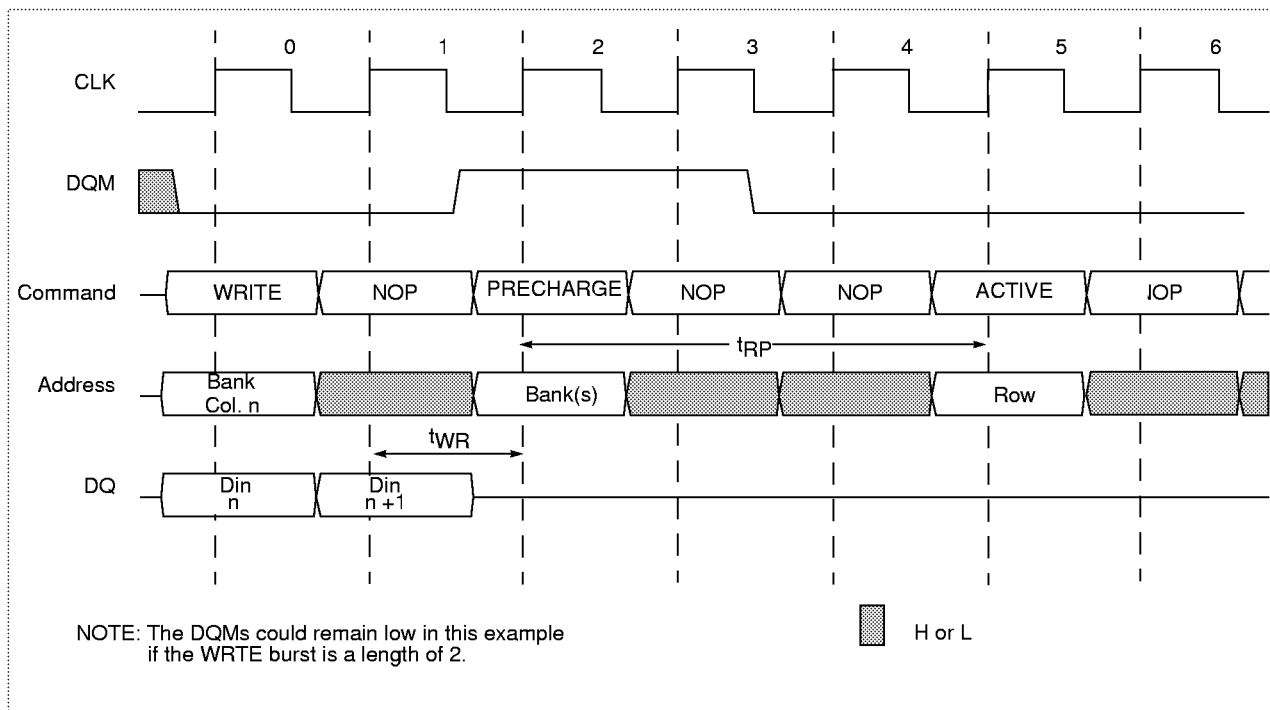 0 1 2 3 4 5 6
CLK
DQM
Command WRITE NOP PRECHARGE NOP NOP ACTIVE IOP
tRP
Address Bank Col. n Bank(s) Row
tWR
DQ Din n Din n +1
NOTE: The DQMs could remain low in this example
if the WRTE burst is a length of 2.
H or L